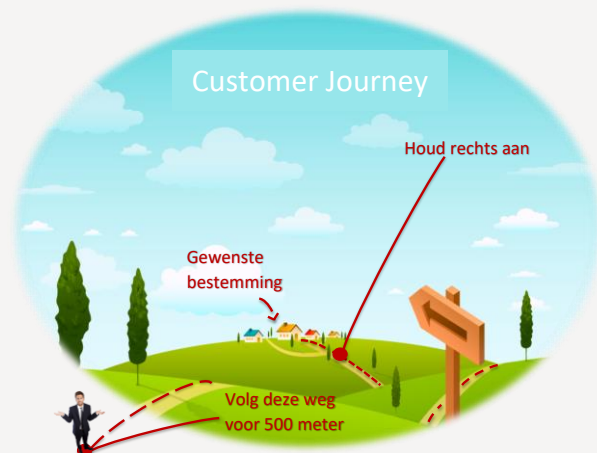 Customer Journey
Houd rechts aan
Gewenste
bestemming
Volg deze weg
voor 500 meter